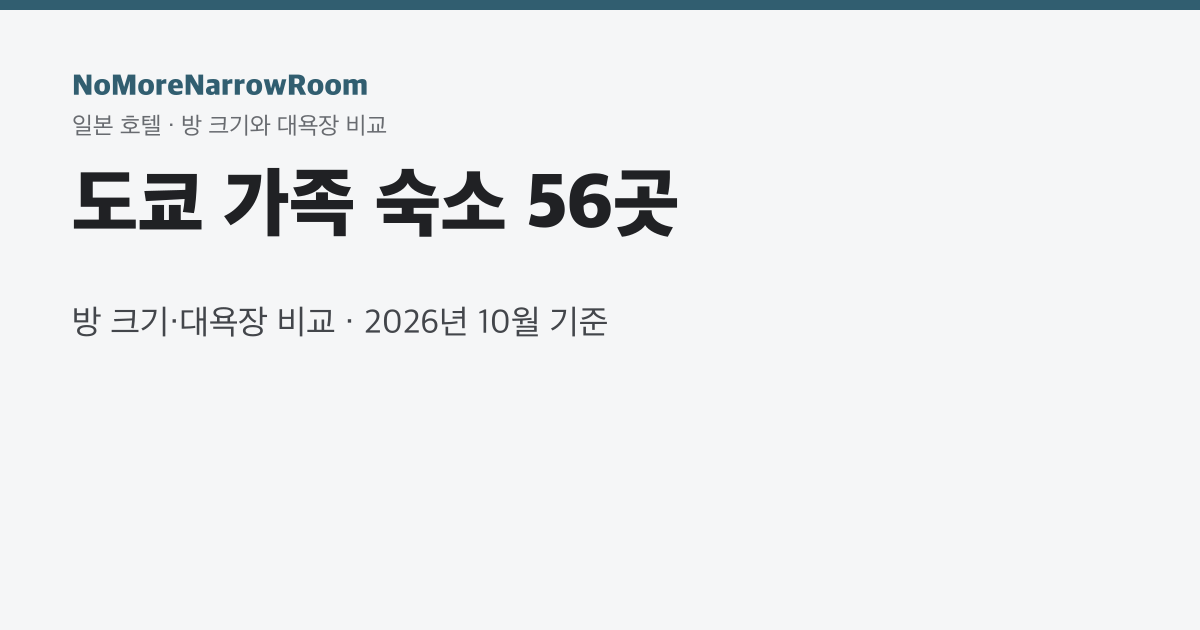 NoMoreNarrowRoom
일본 호텔 · 방 크기와 대욕장 비교
도쿄 가족 숙소 56곳
방 크기·대욕장 비교 · 2026년 10월 기준